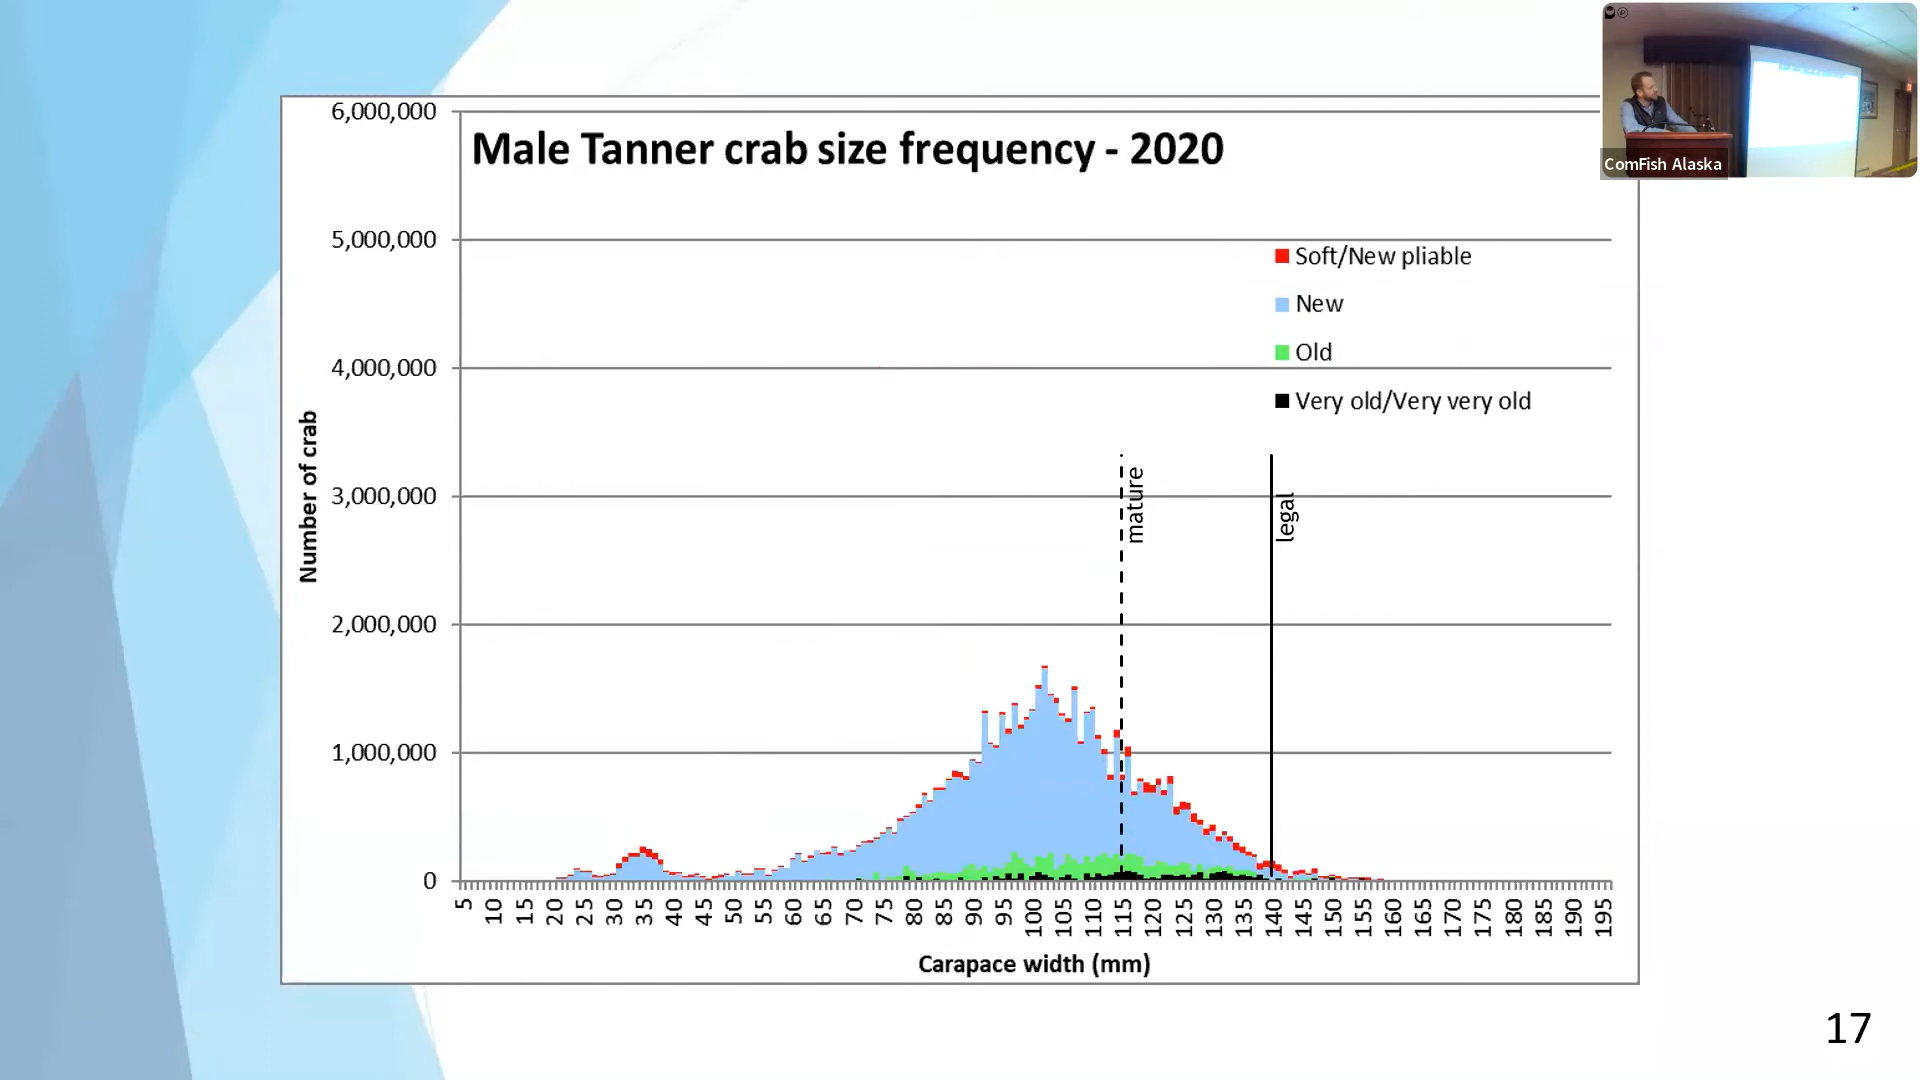 ComFish Alaska
Male Tanner crab size frequency - 2020
6,000,000
5,000,000
4,000,000
3,000,000
2,000,000
1,000,000
0
Number of crab
Soft/New pliable
New
Old
Very old/Very very old
mature
legal
5 10 15 20 25 30 35 40 45 50 55 60 65 70 75 80 85 90 95 100 105 110 115 120 125 130 135 140 145 150 155 160 165 170 175 180 185 190 195
Carapace width (mm)
17